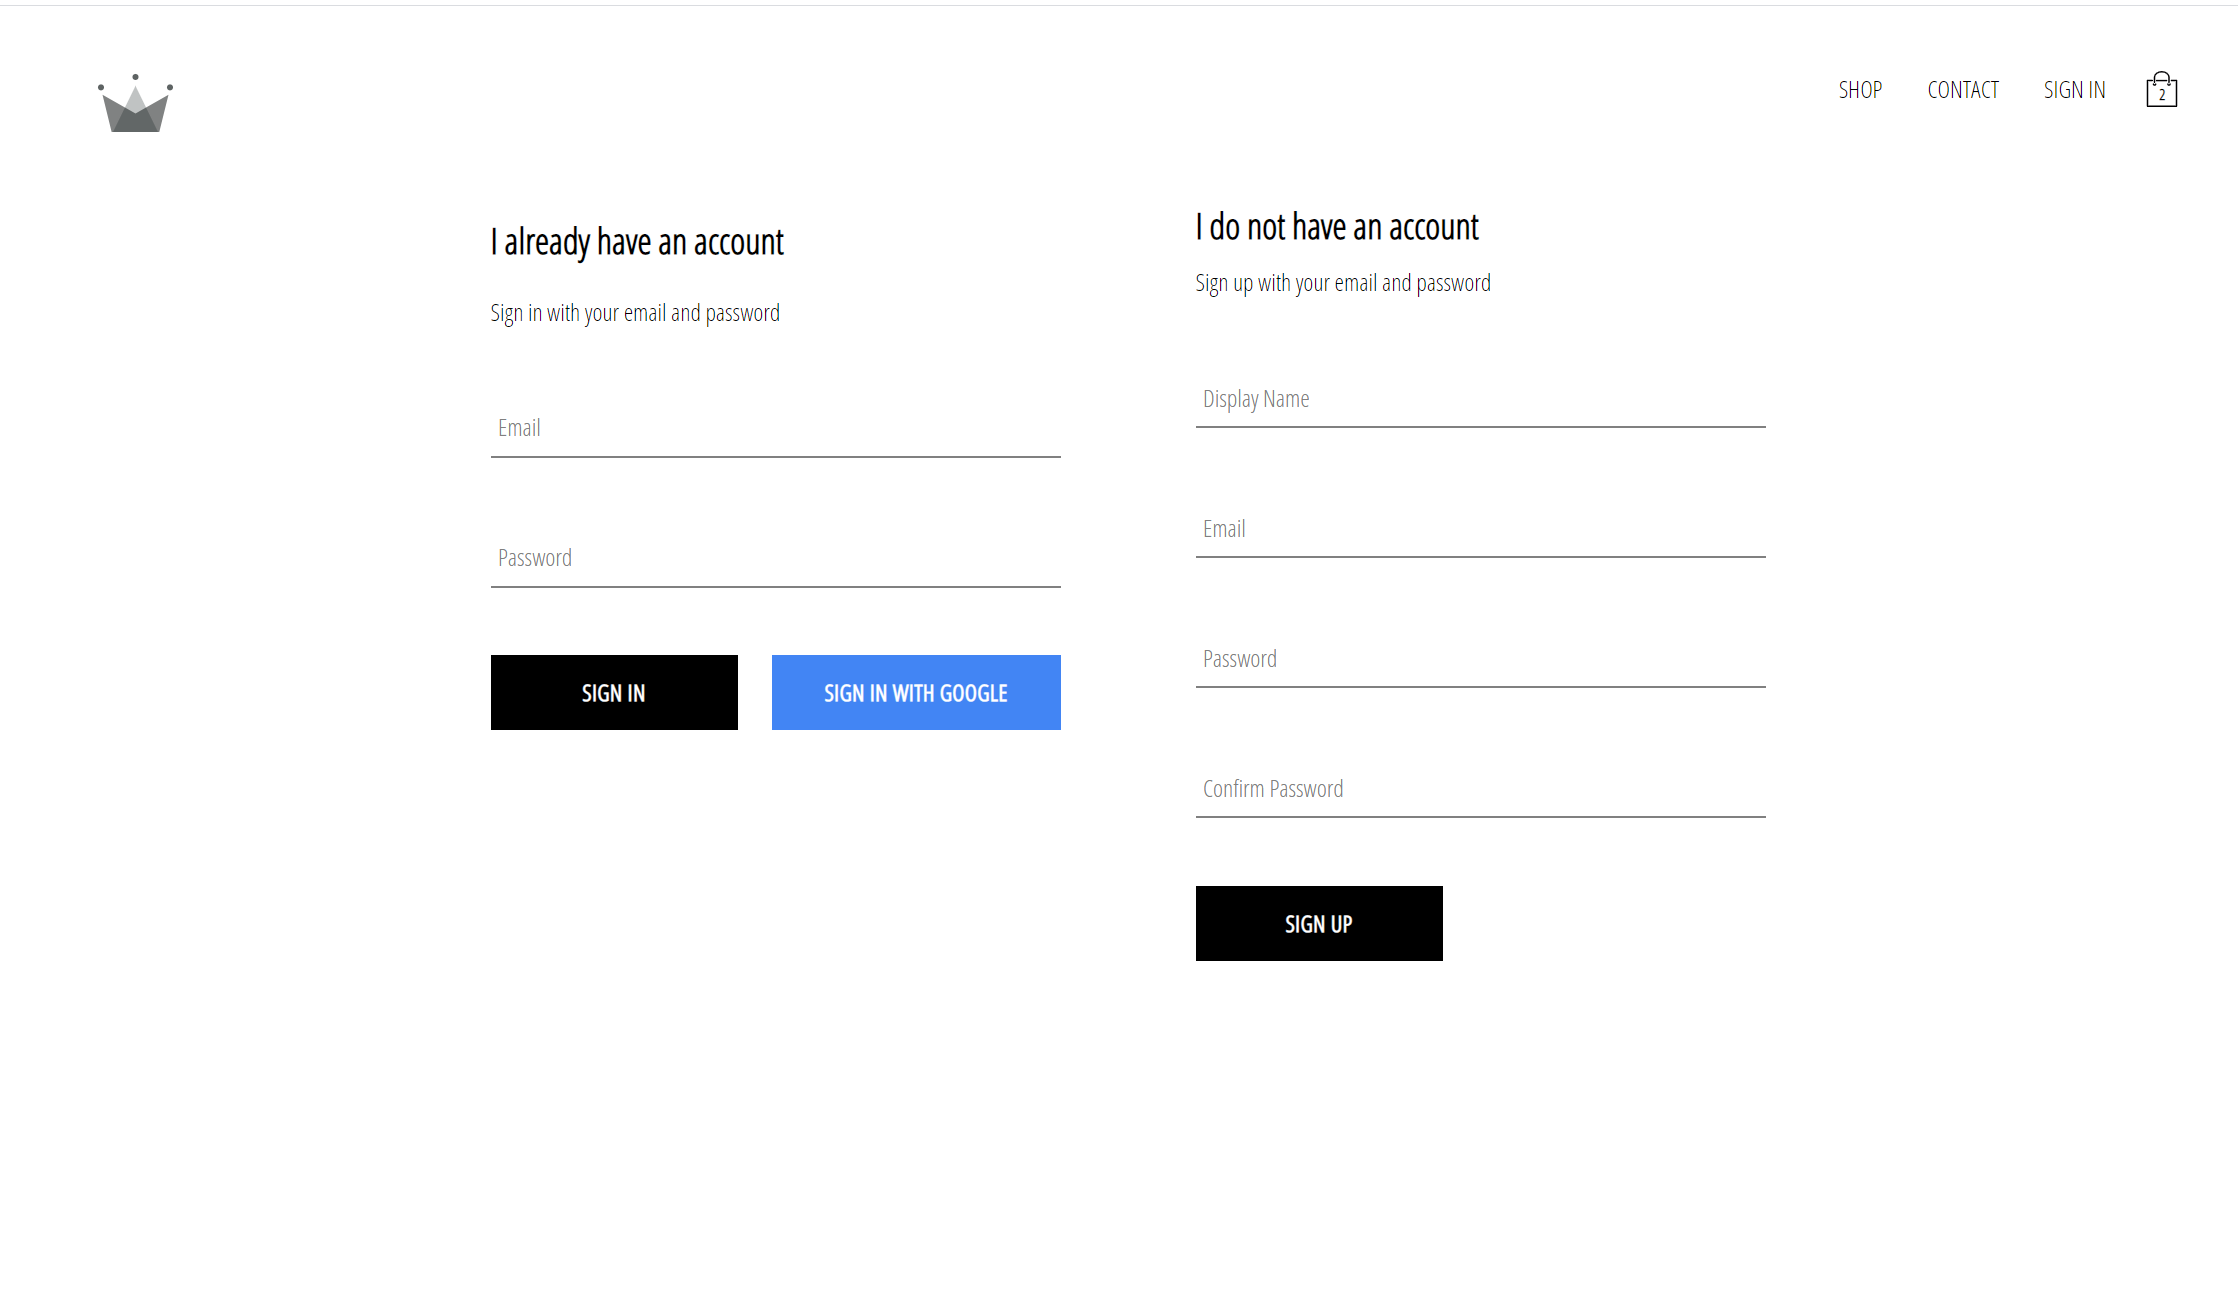 SHOP CONTACT SIGN IN 2
I already have an account
Sign in with your email and password
Email
Password
SIGN IN SIGN IN WITH GOOGLE
I do not have an account
Sign up with your email and password
Display Name
Email
Password
Confirm Password
SIGN UP